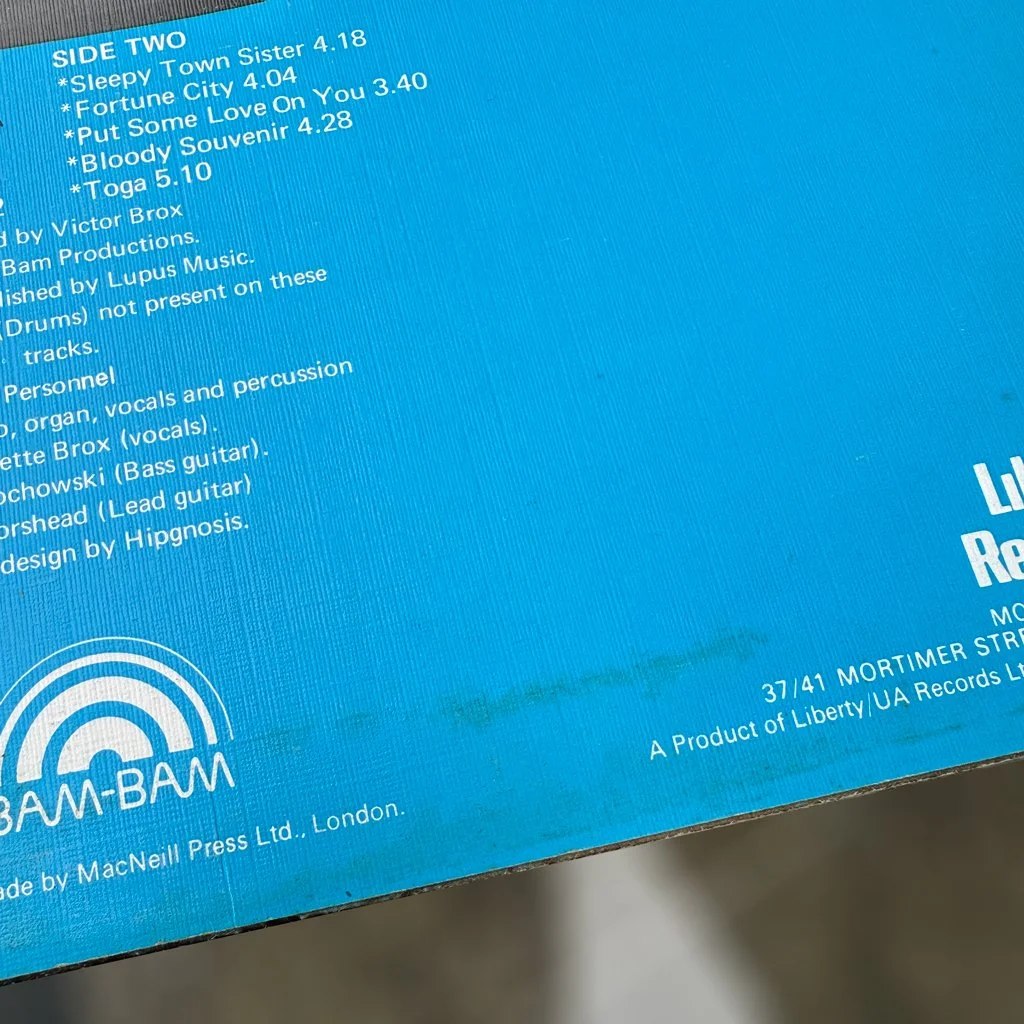 SIDE TWO
*Sleepy Town Sister 4.18
*Fortune City 4.04
*Put Some Love On You 3.40
*Bloody Souvenir 4.28
*Toga 5.10
by Victor Brox
Bam Productions.
lished by Lupus Music.
(Drums) not present on these
tracks.
Personnel
organ, vocals and percussion
ette Brox (vocals).
ochowski (Bass guitar).
orshead (Lead guitar)
design by Hipgnosis.
BAM-BAM
ade by MacNeill Press Ltd., London.
Re
MO
37/41 MORTIMER STRE
A Product of Liberty/UA Records Lt